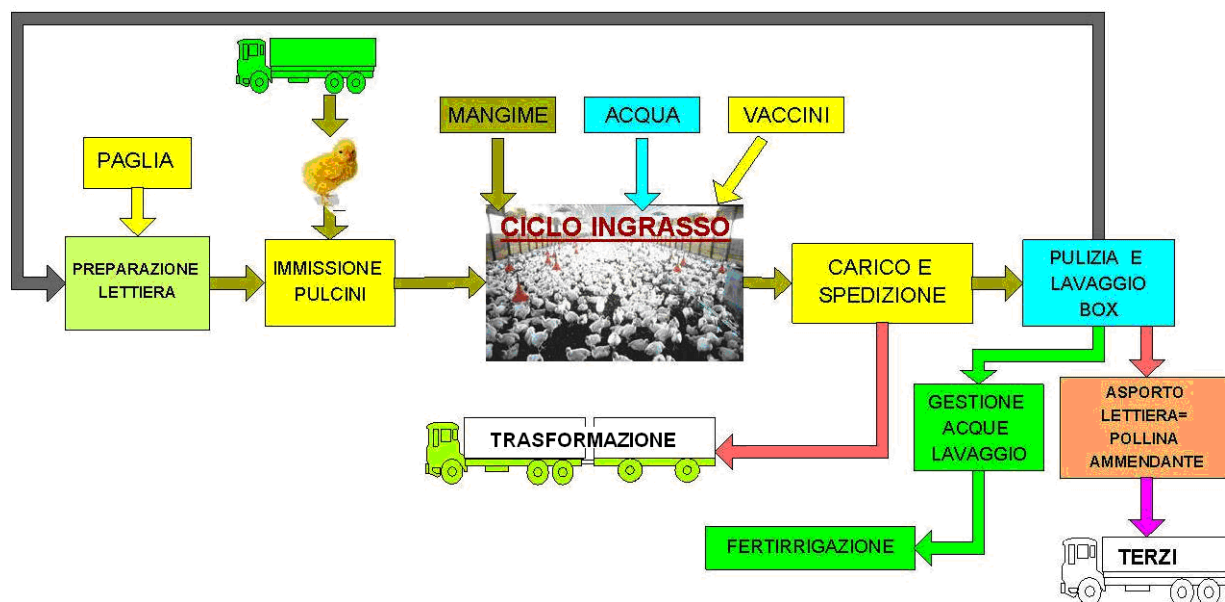 MANGIME
ACQUA
VACCINI
PAGLIA
CICLO INGRASSO
PREPARAZIONE
LETTIERA
IMMISSIONE
PULCINI
CARICO E
SPEDIZIONE
PULIZIA E
LAVAGGIO
BOX
GESTIONE
ACQUE
LAVAGGIO
ASPORTO
LETTIERA=
POLLINA
AMMENDANTE
TRASFORMAZIONE
FERTIRRIGAZIONE
TERZI